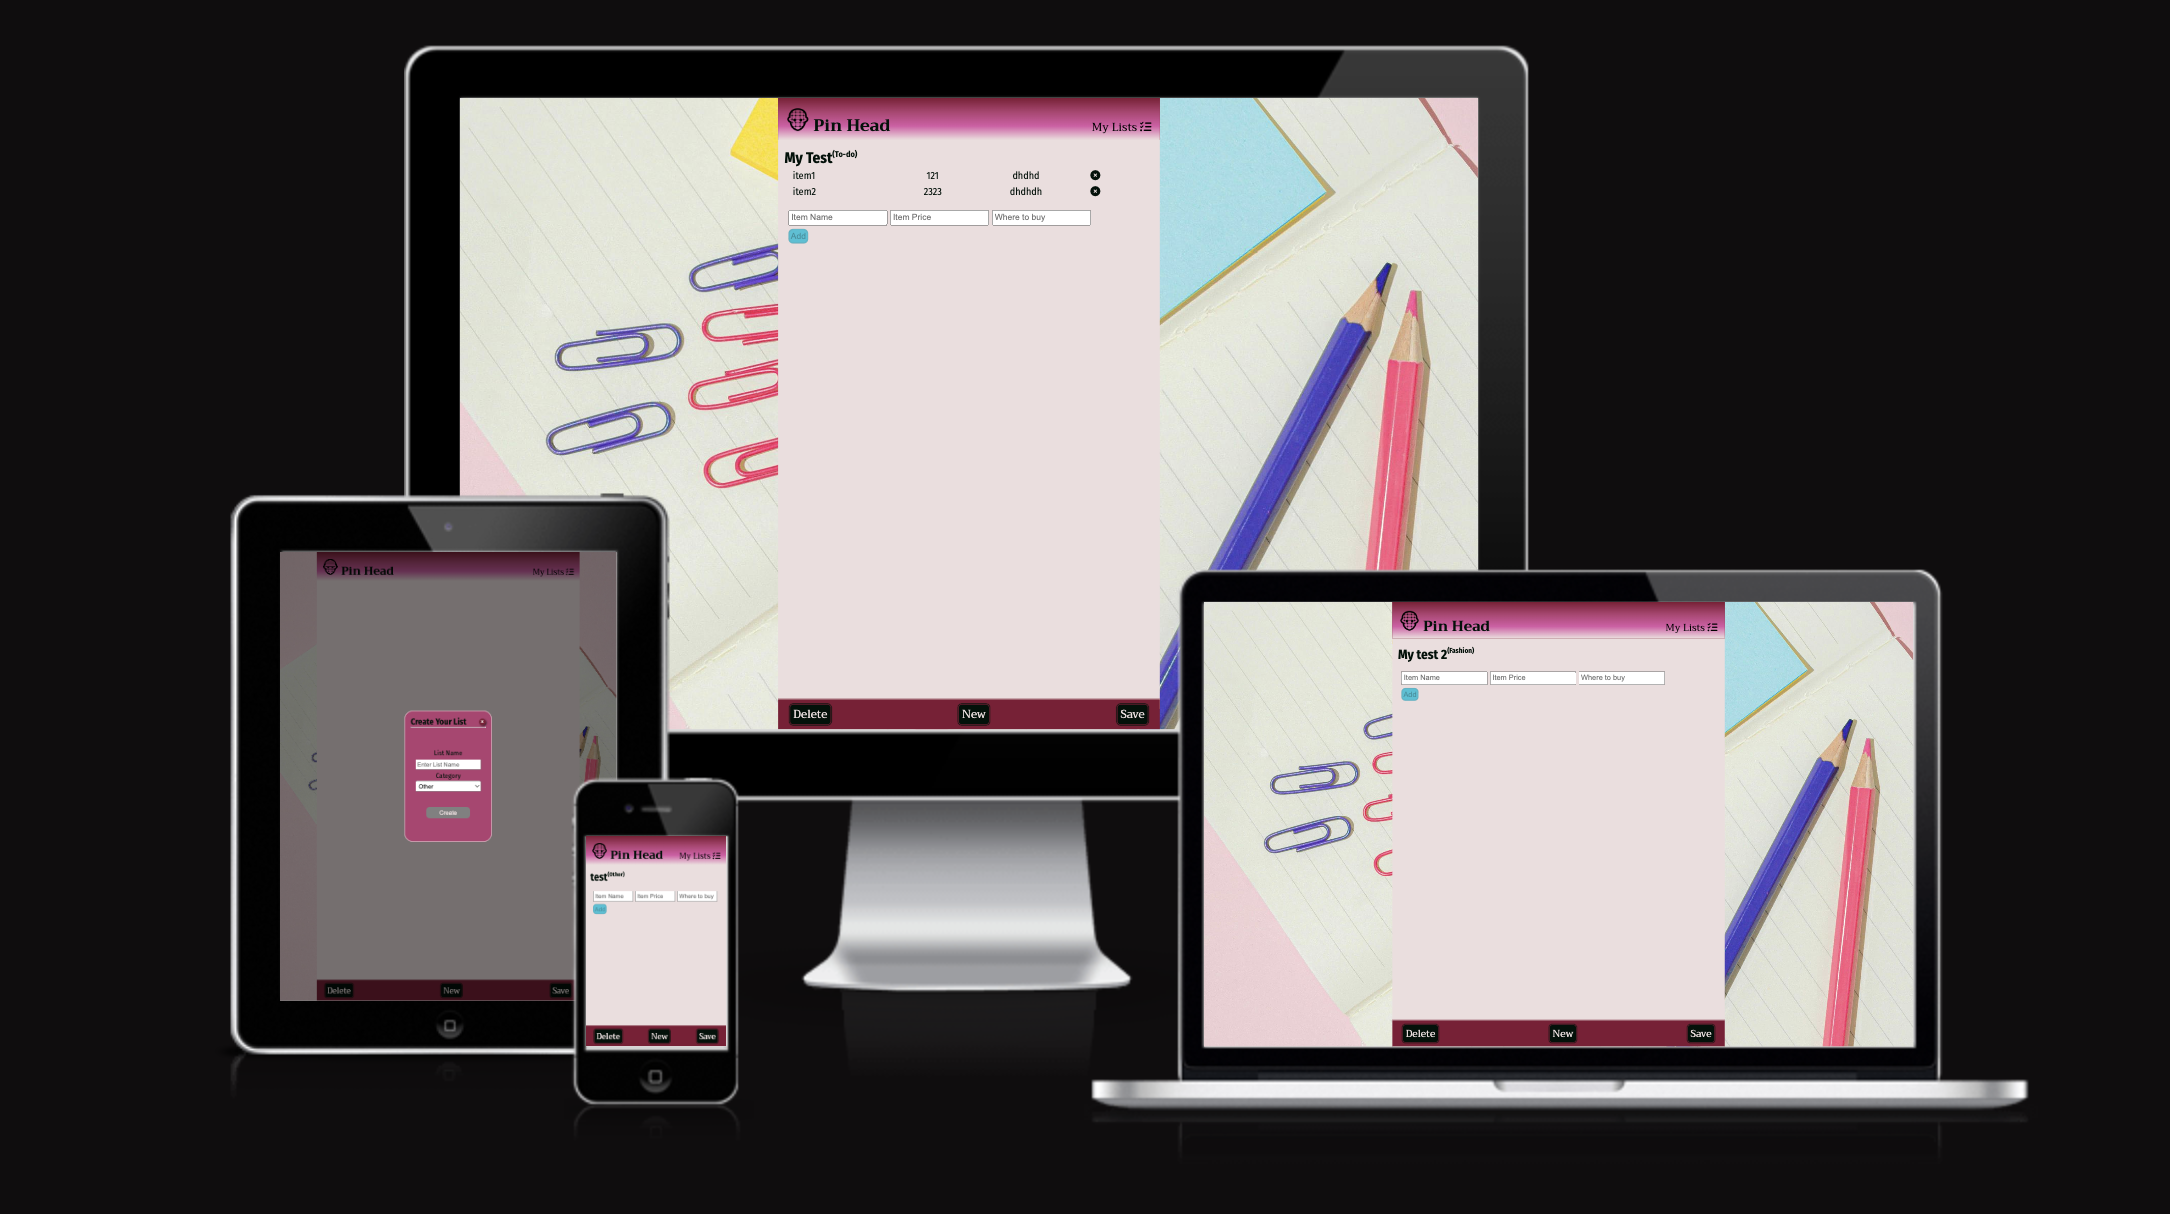 Pin Head My Lists
My Test(To-do)
item1 121 dhdhd
item2 2323 dhdhdh
Item Name Item Price Where to buy
Add
Delete New Save
Pin Head My Lists
Create Your List
List Name
Enter List Name
Category
Other
Create
Delete New Save
Pin Head My Lists
test(Other)
Item Name Item Price Where to buy
Add
Delete New Save
Pin Head My Lists
My test 2(Fashion)
Item Name Item Price Where to buy
Add
Delete New Save